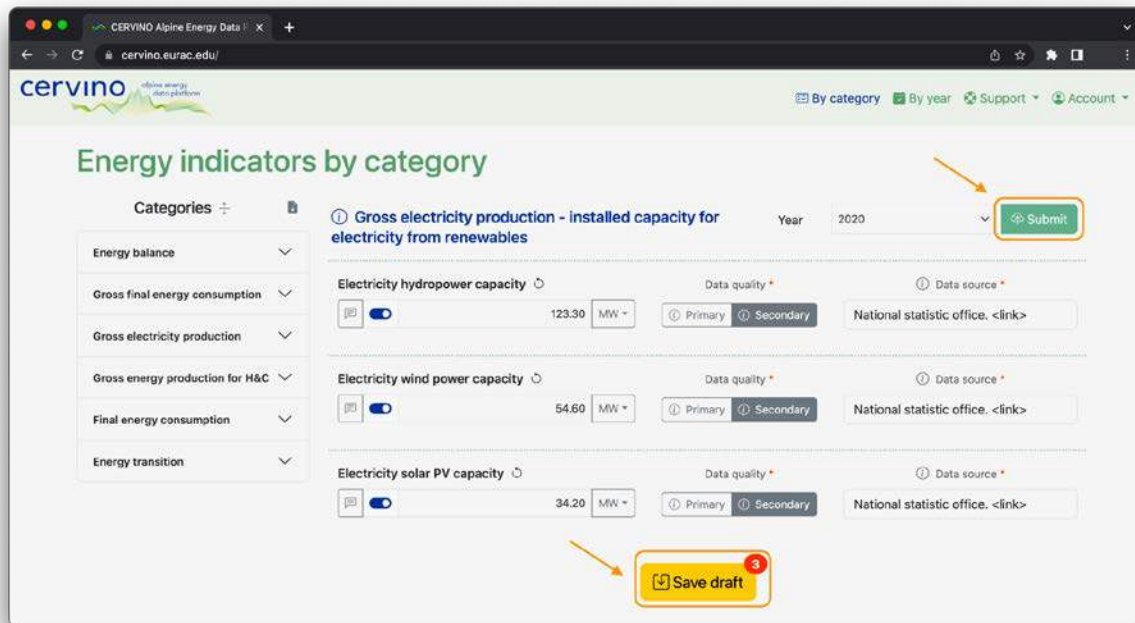 CERVINO Alpine Energy Data
cervino.eurac.edu/
cervino
alpine energy
data platform
By category
By year
Support
Account
Energy indicators by category
Categories
Energy balance
Gross final energy consumption
Gross electricity production
Gross energy production for H&C
Final energy consumption
Energy transition
Gross electricity production - installed capacity for
electricity from renewables
Year
2020
Submit
Electricity hydropower capacity
Data quality *
Data source *
123.30
MW
Primary
Secondary
National statistic office. <link>
Electricity wind power capacity
Data quality *
Data source *
54.60
MW
Primary
Secondary
National statistic office. <link>
Electricity solar PV capacity
Data quality *
Data source *
34.20
MW
Primary
Secondary
National statistic office. <link>
Save draft
3